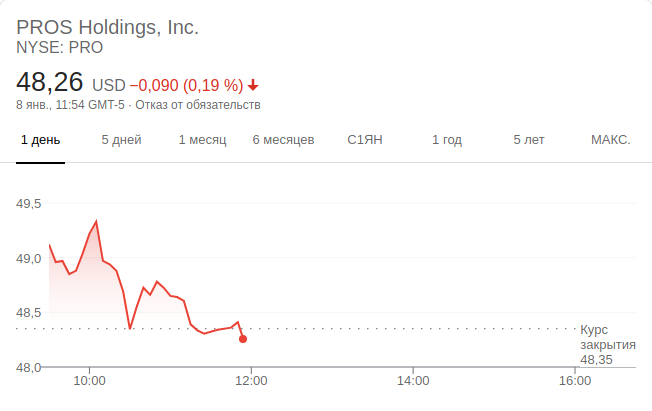 PROS Holdings, Inc.
NYSE: PRO
48,26 USD −0,090 (0,19 %)
8 янв., 11:54 GMT-5 · Отказ от обязательств
1 день 5 дней 1 месяц 6 месяцев С1ЯН 1 год 5 лет МАКС.
49,5
49,0
48,5
Курс
закрытия
48,35
48,0
10:00 12:00 14:00 16:00